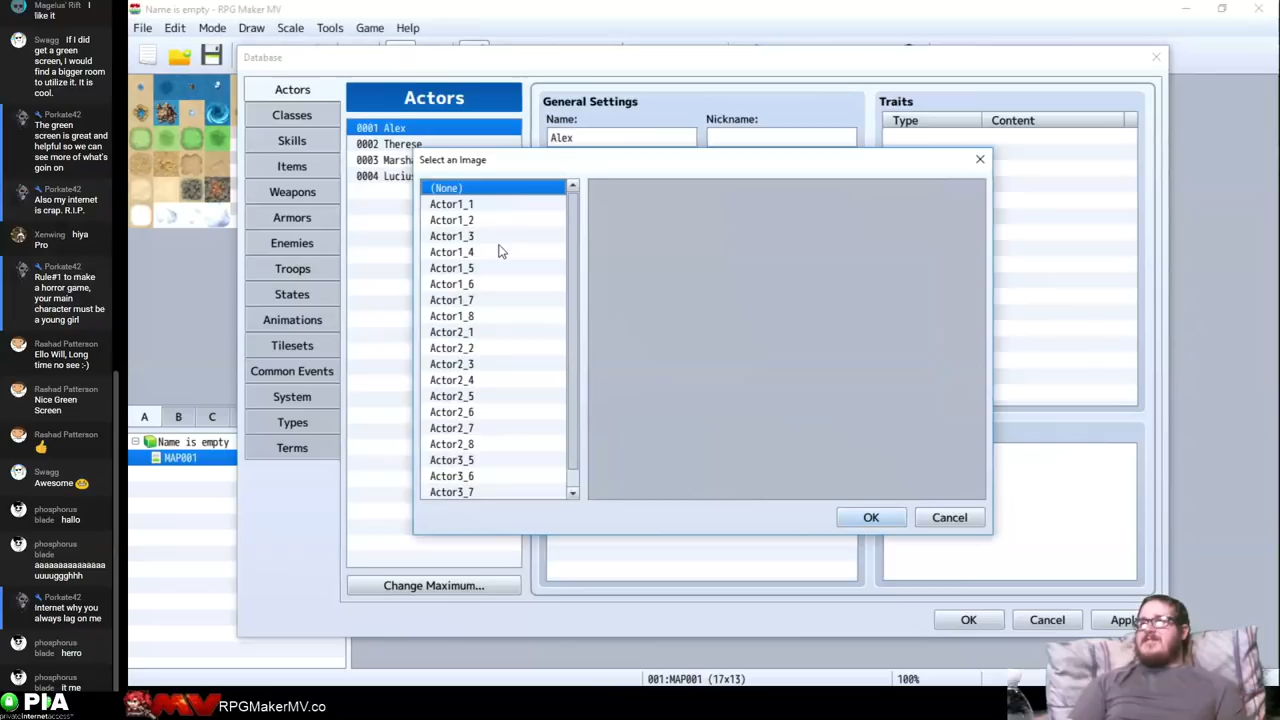 Magelus' Rift I
like it
Swagg If I did
get a green
screen, I would
find a bigger room
to utilize it. It is
cool.
Porkate42
The green
screen is great and
helpful so we can
see more of what's
goin on
Porkate42
Also my internet
is crap. R.I.P.
Xenwing hiya
Pro
Porkate42
Rule#1 to make
a horror game,
your main
character must be
a young girl
Rashad Patterson
Ello Will, Long
time no see :-)
Rashad Patterson
Nice Green
Screen
Rashad Patterson
Swagg
Awesome
phosphorus
blade hallo
phosphorus
blade
aaaaaaaaaaaaaa
uuuuggghhh
Porkate42
Internet why you
always lag on me
phosphorus
blade herro
phosphorus
blade it me
PIA
privateinternetaccess
Name is empty - RPG Maker MV
File Edit Mode Draw Scale Tools Game Help
A B C
Name is empty
MAP001
Database
Actors
Classes
Skills
Items
Weapons
Armors
Enemies
Troops
States
Animations
Tilesets
Common Events
System
Types
Terms
Actors
0001 Alex
0002 Therese
0003 Marsh
0004 Luciu
Change Maximum...
General Settings
Name: Nickname:
Alex
Traits
Type Content
Select an Image
(None)
Actor1_1
Actor1_2
Actor1_3
Actor1_4
Actor1_5
Actor1_6
Actor1_7
Actor1_8
Actor2_1
Actor2_2
Actor2_3
Actor2_4
Actor2_5
Actor2_6
Actor2_7
Actor2_8
Actor3_5
Actor3_6
Actor3_7
OK Cancel
OK Cancel Appl
001:MAP001 (17x13) 100%
MV RPGMakerMV.co